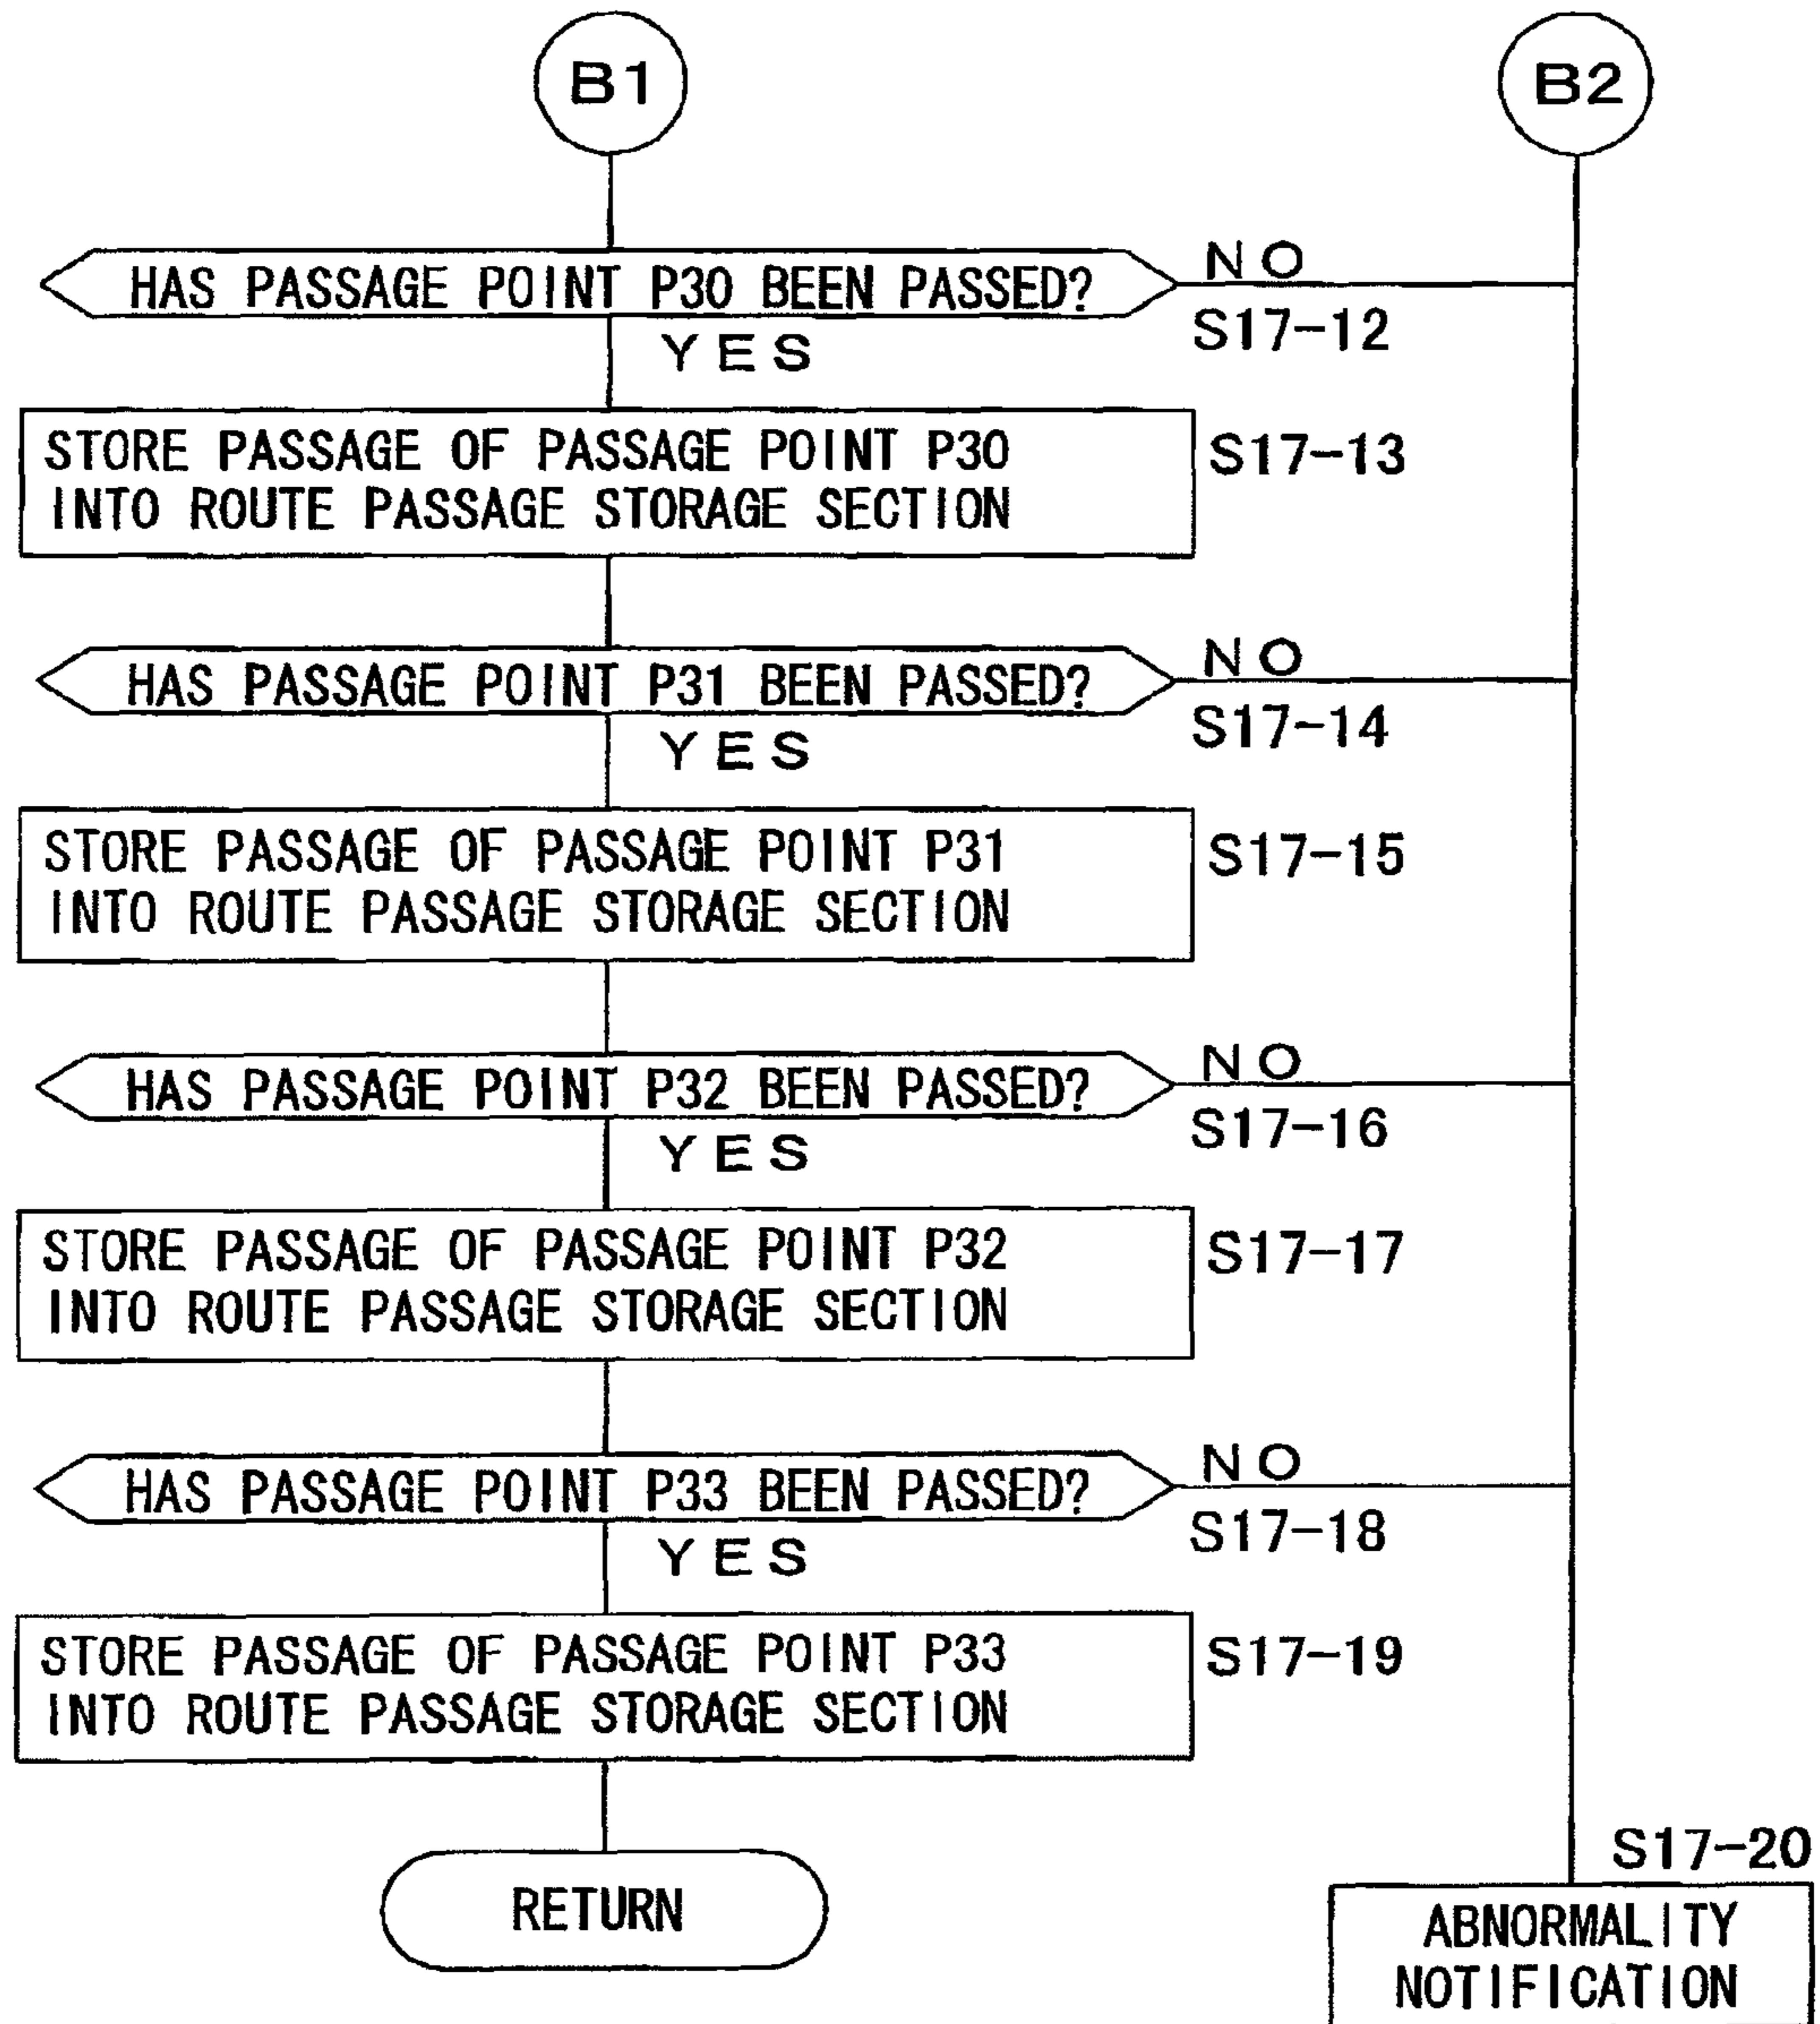 B1
B2
HAS PASSAGE POINT P30 BEEN PASSED?
NO
S17-12
YES
STORE PASSAGE OF PASSAGE POINT P30
INTO ROUTE PASSAGE STORAGE SECTION
S17-13
HAS PASSAGE POINT P31 BEEN PASSED?
NO
S17-14
YES
STORE PASSAGE OF PASSAGE POINT P31
INTO ROUTE PASSAGE STORAGE SECTION
S17-15
HAS PASSAGE POINT P32 BEEN PASSED?
NO
S17-16
YES
STORE PASSAGE OF PASSAGE POINT P32
INTO ROUTE PASSAGE STORAGE SECTION
S17-17
HAS PASSAGE POINT P33 BEEN PASSED?
NO
S17-18
YES
STORE PASSAGE OF PASSAGE POINT P33
INTO ROUTE PASSAGE STORAGE SECTION
S17-19
RETURN
S17-20
ABNORMALITY
NOTIFICATION